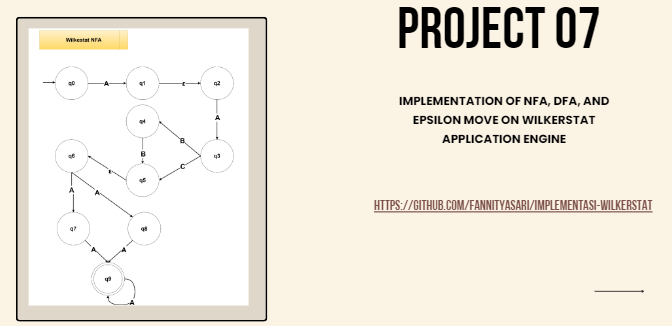 PROJECT 07
Wilkestat NFA
q0 A q1 ε q2
q4 A
B
B q3
q6 C
ε q5
A A
q7 q8
A A
q9
A
IMPLEMENTATION OF NFA, DFA, AND
EPSILON MOVE ON WILKERSTAT
APPLICATION ENGINE
HTTPS://GITHUB.COM/FANNITYASARI/IMPLEMENTASI-WILKERSTAT